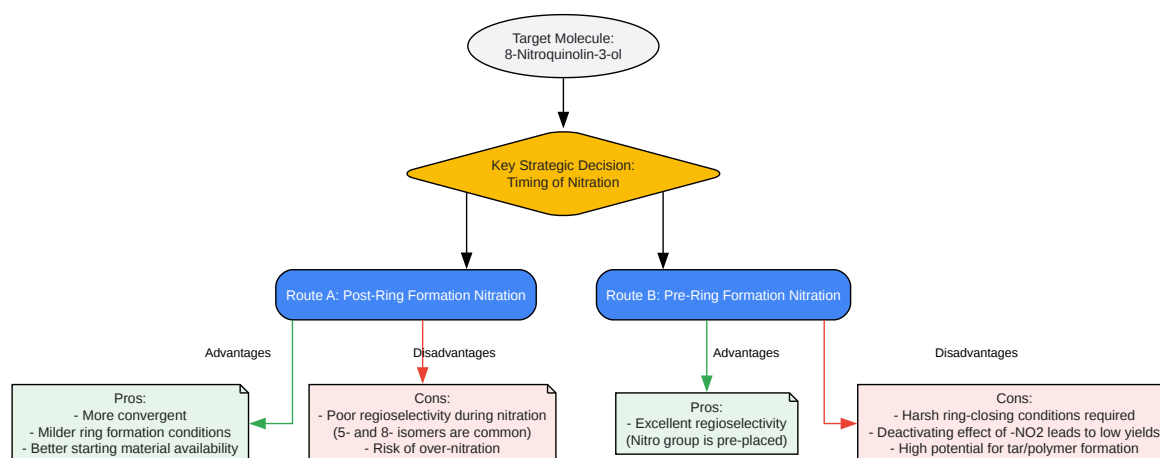 Target Molecule:
8-Nitroquinolin-3-ol
Key Strategic Decision:
Timing of Nitration
Route A: Post-Ring Formation Nitration
Route B: Pre-Ring Formation Nitration
Advantages
Disadvantages
Advantages
Disadvantages
Pros:
- More convergent
- Milder ring formation conditions
- Better starting material availability
Cons:
- Poor regioselectivity during nitration
(5- and 8- isomers are common)
- Risk of over-nitration
Pros:
- Excellent regioselectivity
(Nitro group is pre-placed)
Cons:
- Harsh ring-closing conditions required
- Deactivating effect of -NO2 leads to low yields
- High potential for tar/polymer formation